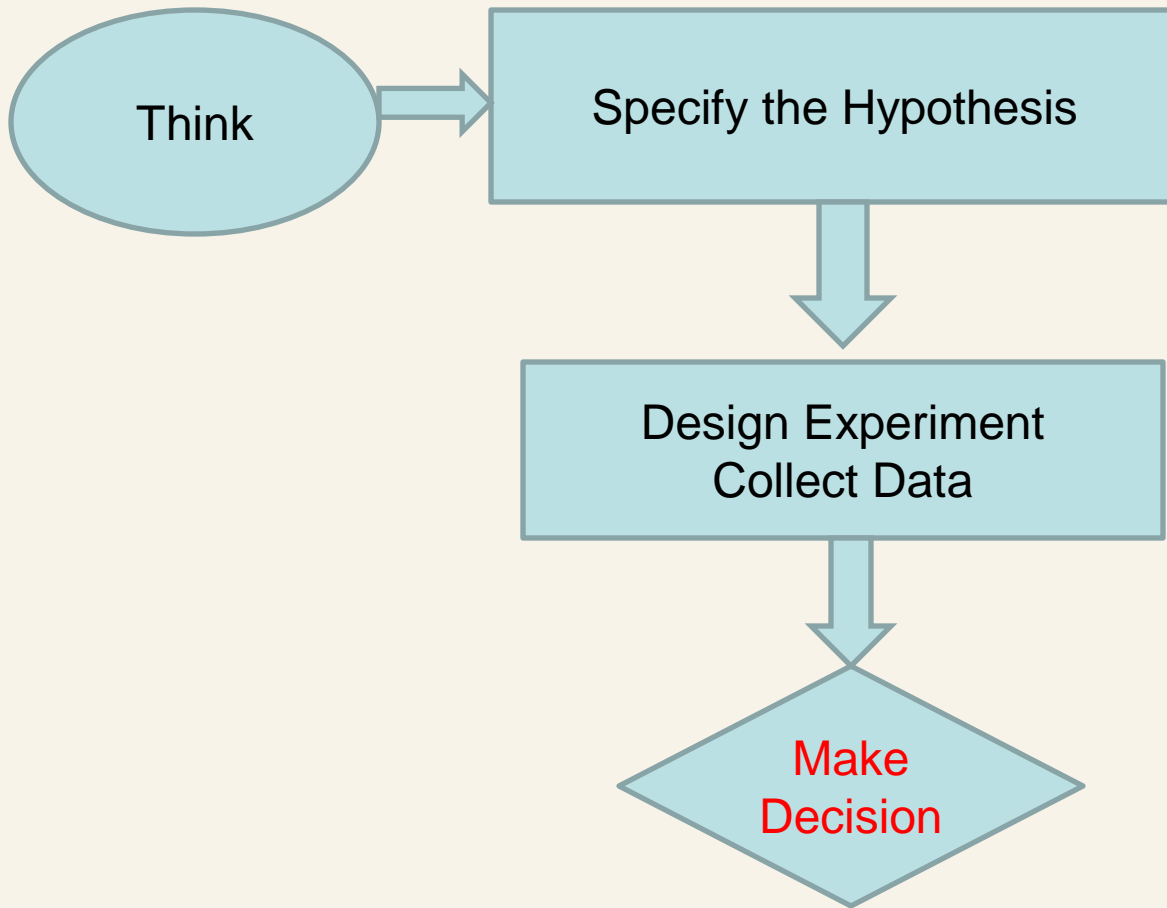 Think
Specify the Hypothesis
Design Experiment
Collect Data
Make
Decision